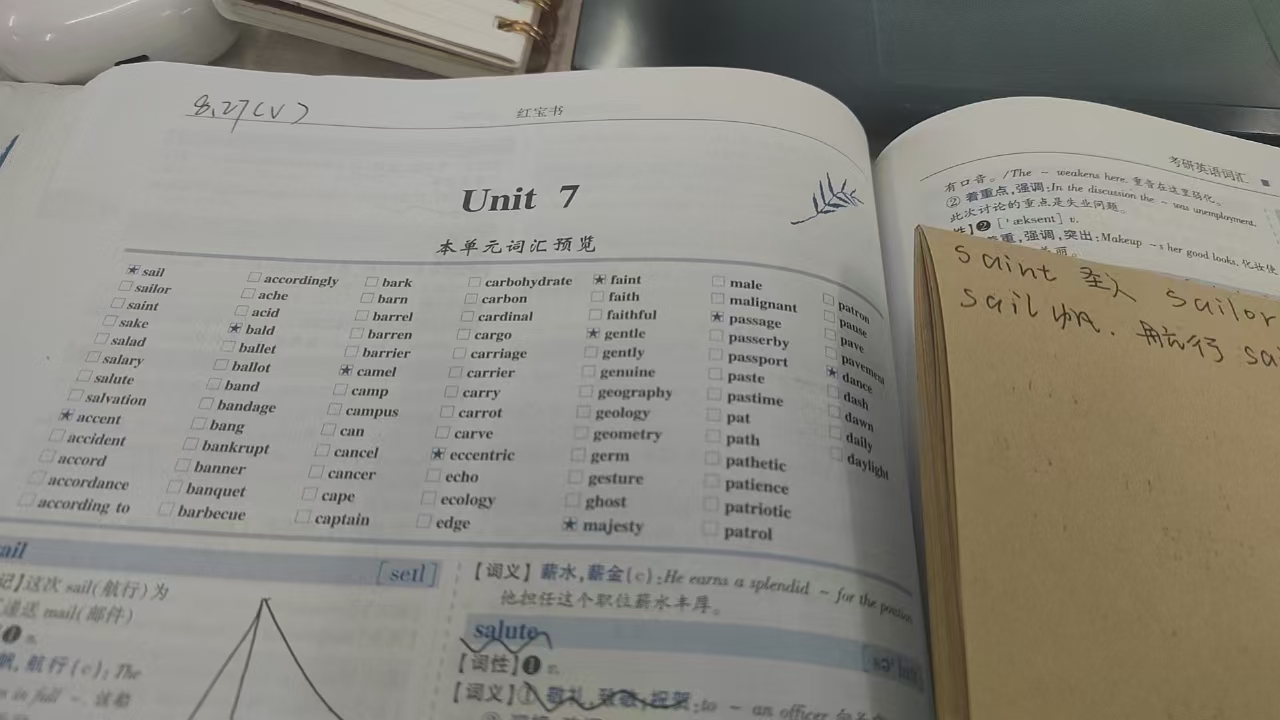 8.27(√)
红宝书
Unit 7
本单元词汇预览
sail
sailor
saint
sake
salad
salary
salute
salvation
accent
accident
accord
accordance
according to
accordingly
ache
acid
bald
ballet
ballot
band
bandage
bang
bankrupt
banner
banquet
barbecue
bark
barn
barrel
barren
barrier
camel
camp
campus
can
cancel
cancer
cape
captain
carbohydrate
carbon
cardinal
cargo
carriage
carrier
carry
carrot
carve
eccentric
echo
ecology
edge
faint
faith
faithful
gentle
gently
genuine
geography
geology
geometry
germ
gesture
ghost
majesty
male
malignant
passage
passerby
passport
paste
pastime
pat
path
pathetic
patience
patriotic
patrol
patron
pause
pave
pavement
dance
dash
dawn
daily
daylight
ail
[seɪl]
记】这次 sail(航行)为
递送 mail(邮件)
❶ n.
帆,航行(c):The
is full ~.
【词义】薪水,薪金(c):He earns a splendid ~ for the position
他担任这个职位薪水丰厚。
salute
【词性】❶ v.
【词义】① 敬礼,致敬,祝贺:to ~ an officer
考研英语词汇
有口音。/The ~ weakens here. 重音在这里弱化。
② 着重点,强调:In the discussion the ~ was unemployment.
此次讨论的重点是失业问题。
性】❷ [ˈæksent] v.
重,强调,突出:Makeup ~s her good looks. 化妆使
saint 圣人 sailor
sail 帆. 航行 sa